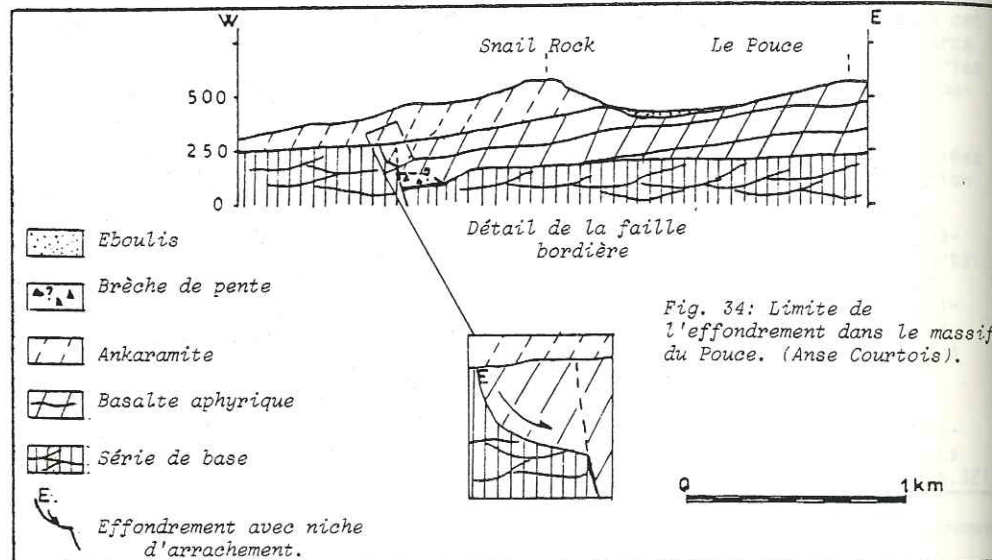 W
E
Snail Rock
Le Pouce
500
250
0
Détail de la faille
bordière
Eboulis
Brèche de pente
Ankaramite
Basalte aphyrique
Série de base
E.
Effondrement avec niche
d'arrachement.
E
Fig. 34: Limite de
l'effondrement dans le massif
du Pouce. (Anse Courtois).
0
1km